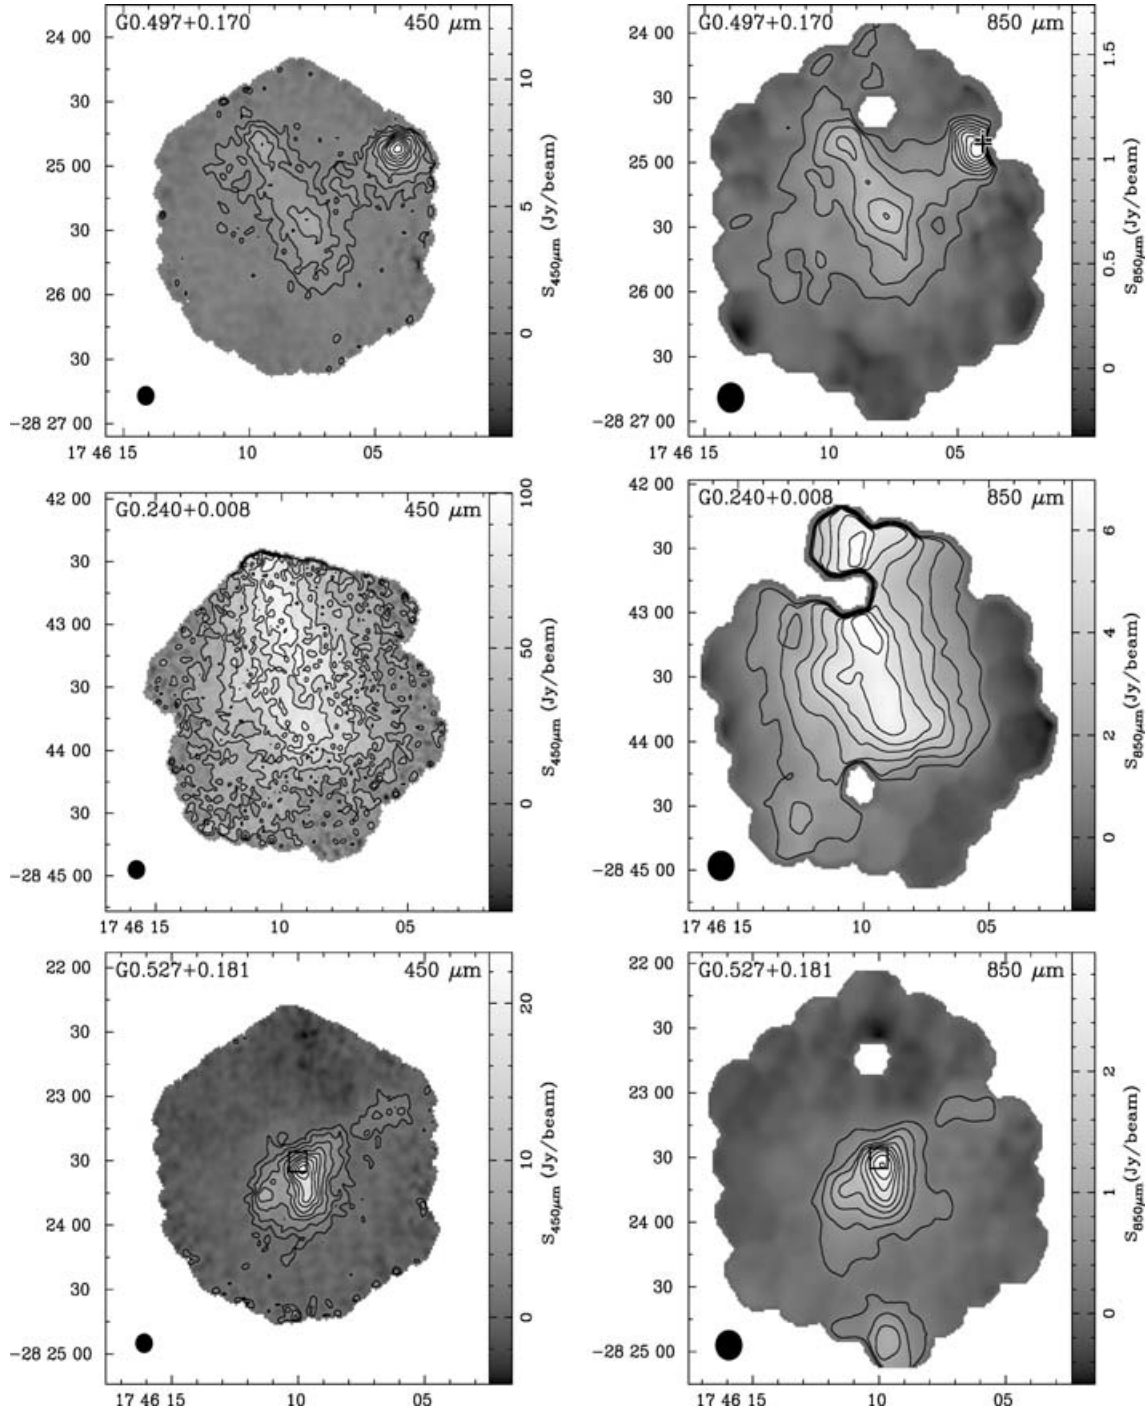 G0.497+0.170 450 μm
24 00
30
25 00
30
26 00
30
−28 27 00
17 46 15 10 05
10
5
0
S450μm (Jy/beam)
G0.497+0.170 850 μm
24 00
30
25 00
30
26 00
30
−28 27 00
17 46 15 10 05
1.5
1
0.5
0
S850μm(Jy/beam)
G0.240+0.008 450 μm
42 00
30
43 00
30
44 00
30
−28 45 00
17 46 15 10 05
100
50
0
S450μm (Jy/beam)
G0.240+0.008 850 μm
42 00
30
43 00
30
44 00
30
−28 45 00
17 46 15 10 05
6
4
2
0
S850μm(Jy/beam)
G0.527+0.181 450 μm
22 00
30
23 00
30
24 00
30
−28 25 00
17 46 15 10 05
20
10
0
S450μm (Jy/beam)
G0.527+0.181 850 μm
22 00
30
23 00
30
24 00
30
−28 25 00
17 46 15 10 05
2
1
0
S850μm(Jy/beam)